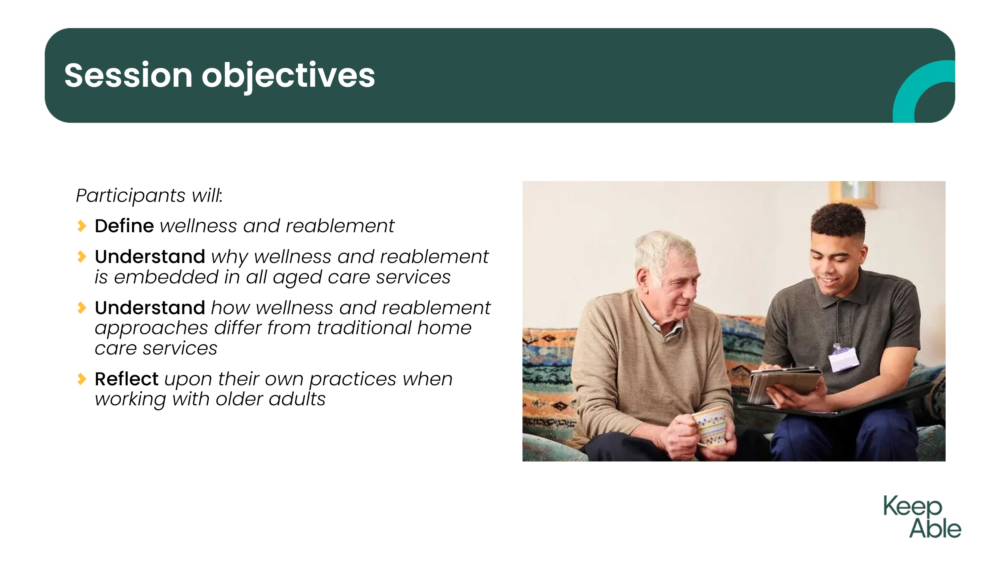 Session objectives
Participants will:
Define wellness and reablement
Understand why wellness and reablement
is embedded in all aged care services
Understand how wellness and reablement
approaches differ from traditional home
care services
Reflect upon their own practices when
working with older adults
Keep
Able